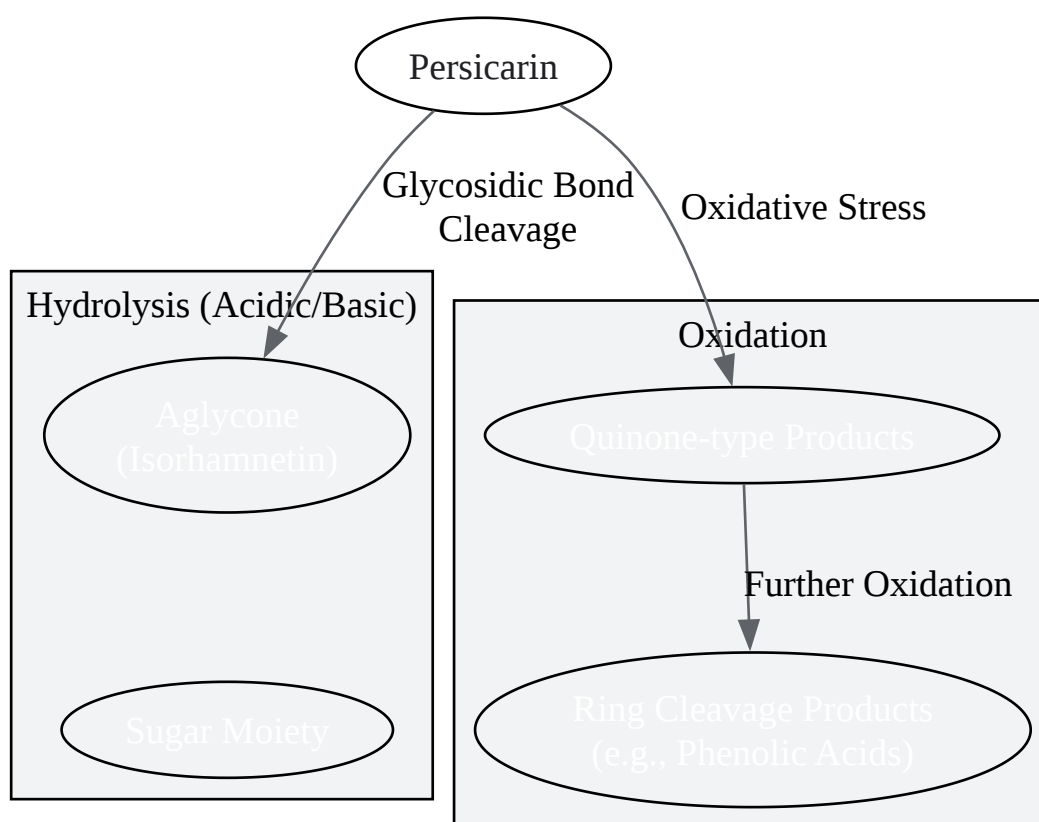 Persicarin
Glycosidic Bond
Cleavage
Oxidative Stress
Hydrolysis (Acidic/Basic)
Oxidation
Aglycone
(Isorhamnetin)
Quinone-type Products
Further Oxidation
Sugar Moiety
Ring Cleavage Products
(e.g., Phenolic Acids)